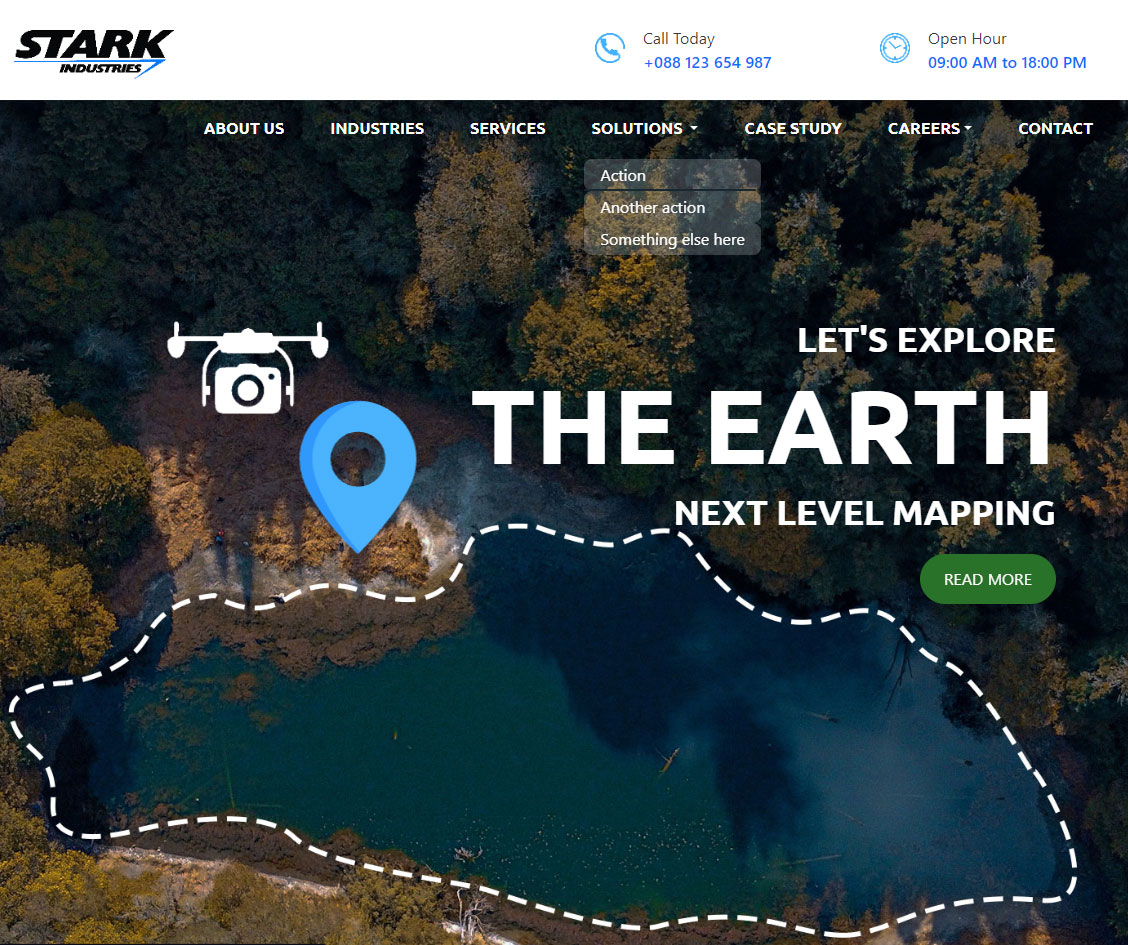 STARK
INDUSTRIES
Call Today
+088 123 654 987
Open Hour
09:00 AM to 18:00 PM
ABOUT US INDUSTRIES SERVICES SOLUTIONS CASE STUDY CAREERS CONTACT
Action
Another action
Something else here
LET'S EXPLORE
THE EARTH
NEXT LEVEL MAPPING
READ MORE